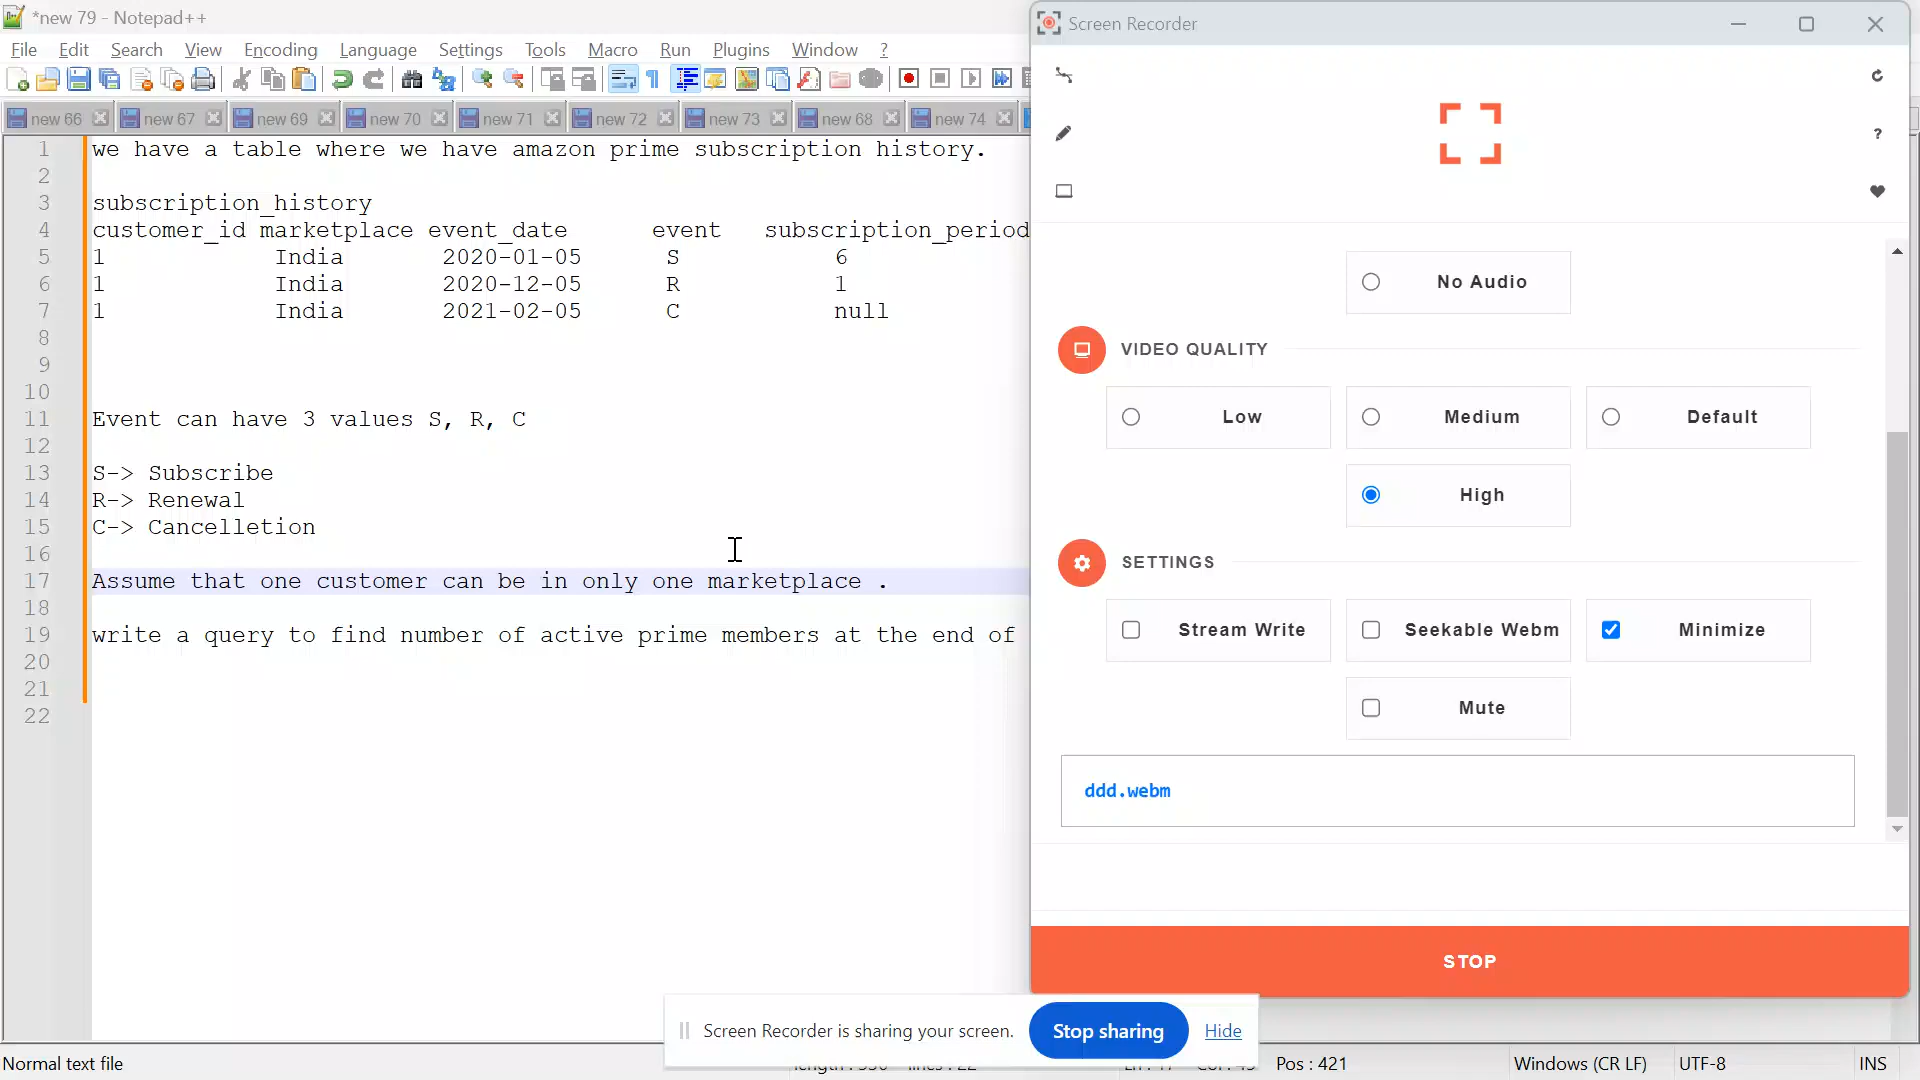 *new 79 - Notepad++
File Edit Search View Encoding Language Settings Tools Macro Run Plugins Window ?
new 66 new 67 new 69 new 70 new 71 new 72 new 73 new 68 new 74
1 we have a table where we have amazon prime subscription history.
2
3 subscription_history
4 customer_id marketplace event_date event subscription_period
5 1 India 2020-01-05 S 6
6 1 India 2020-12-05 R 1
7 1 India 2021-02-05 C null
8
9
10
11 Event can have 3 values S, R, C
12
13 S-> Subscribe
14 R-> Renewal
15 C-> Cancelletion
16
17 Assume that one customer can be in only one marketplace .
18
19 write a query to find number of active prime members at the end of
20
21
22
Normal text file
Pos : 421
Windows (CR LF)
UTF-8
INS
Screen Recorder
?
No Audio
VIDEO QUALITY
Low Medium Default
High
SETTINGS
Stream Write Seekable Webm Minimize
Mute
ddd.webm
STOP
Screen Recorder is sharing your screen. Stop sharing Hide